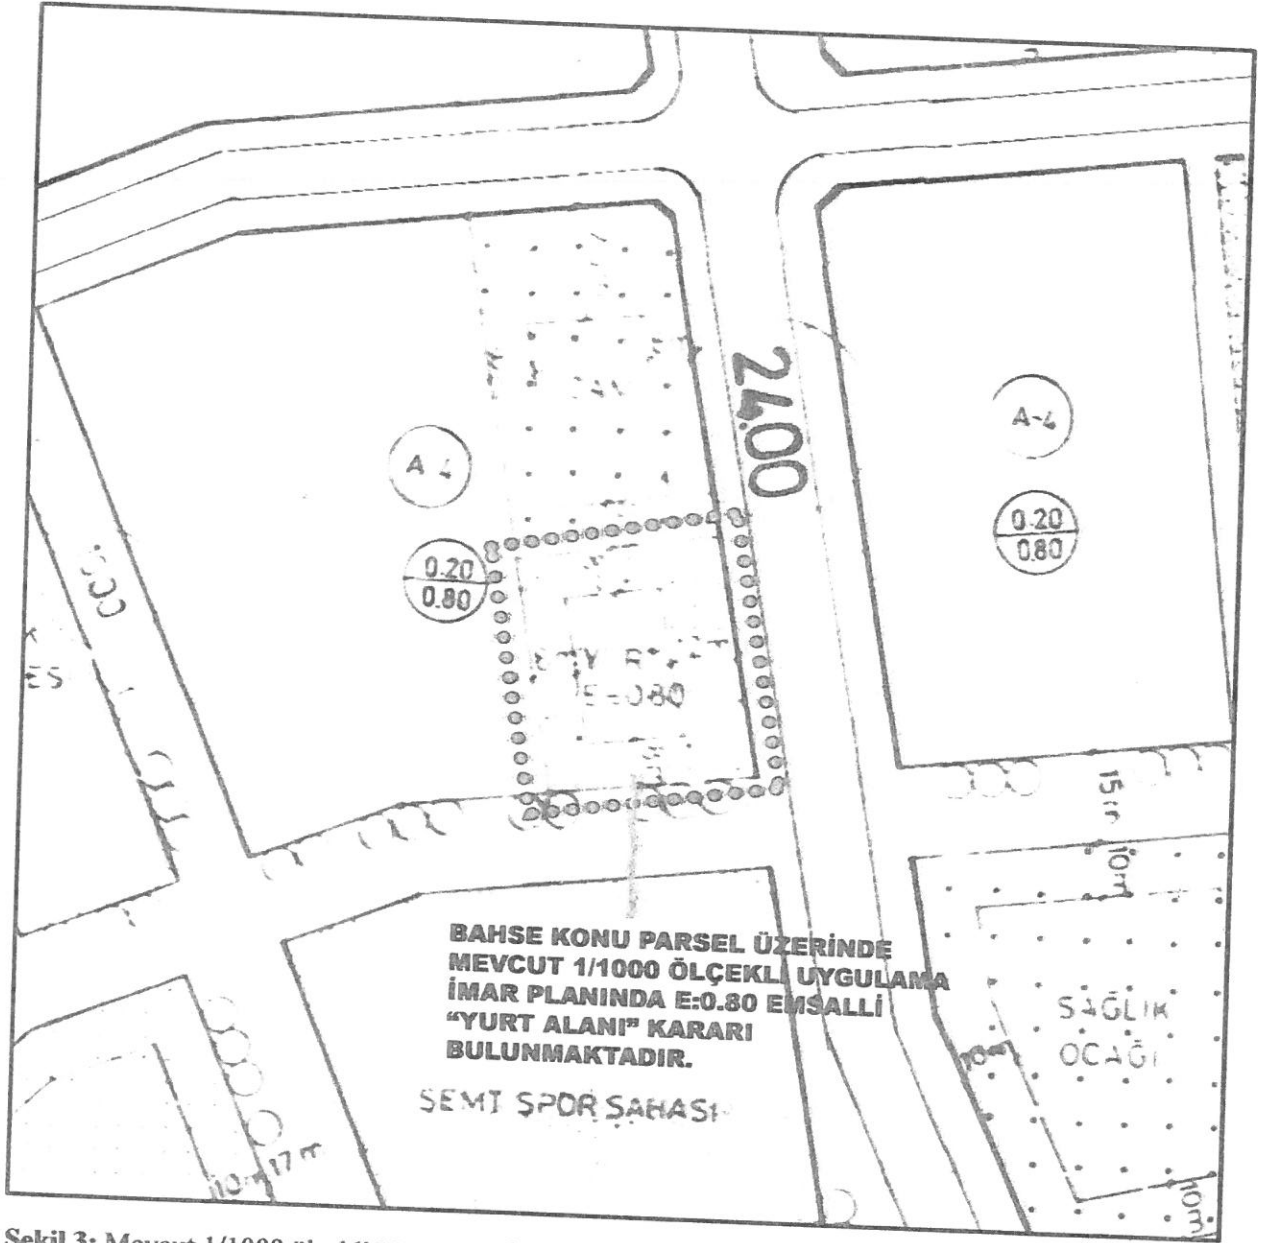 24.00
A-4
A-4
0.20
0.80
0.20
0.80
E=0.80
15m
10m
BAHSE KONU PARSEL ÜZERİNDE
MEVCUT 1/1000 ÖLÇEKLİ UYGULAMA
İMAR PLANINDA E:0.80 EMSALLİ
“YURT ALANI” KARARI
BULUNMAKTADIR.
SAĞLIK
OCAĞI
10m
SEMT SPOR SAHASI
10m
17m
10m
Şekil 3: Mevcut 1/1000